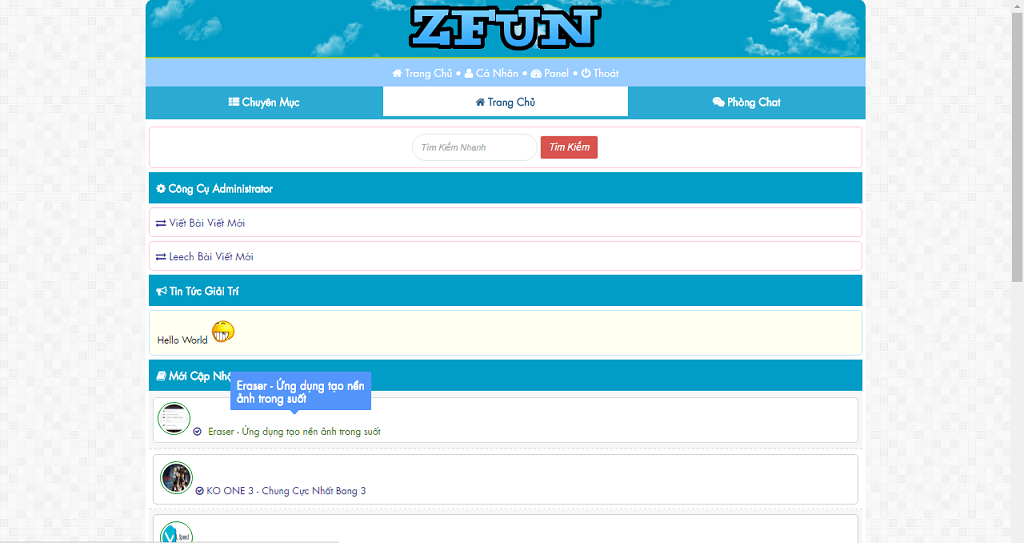 ZFUN
Trang Chủ • Cá Nhân • Panel • Thoát
Chuyên Mục Trang Chủ Phòng Chat
Tìm Kiếm Nhanh Tìm Kiếm
Công Cụ Administrator
Viết Bài Viết Mới
Leech Bài Viết Mới
Tin Tức Giải Trí
Hello World
Mới Cập
Eraser - Ứng dụng tạo nền
ảnh trong suốt
Eraser - Ứng dụng tạo nền ảnh trong suốt
KO ONE 3 - Chung Cực Nhất Bang 3